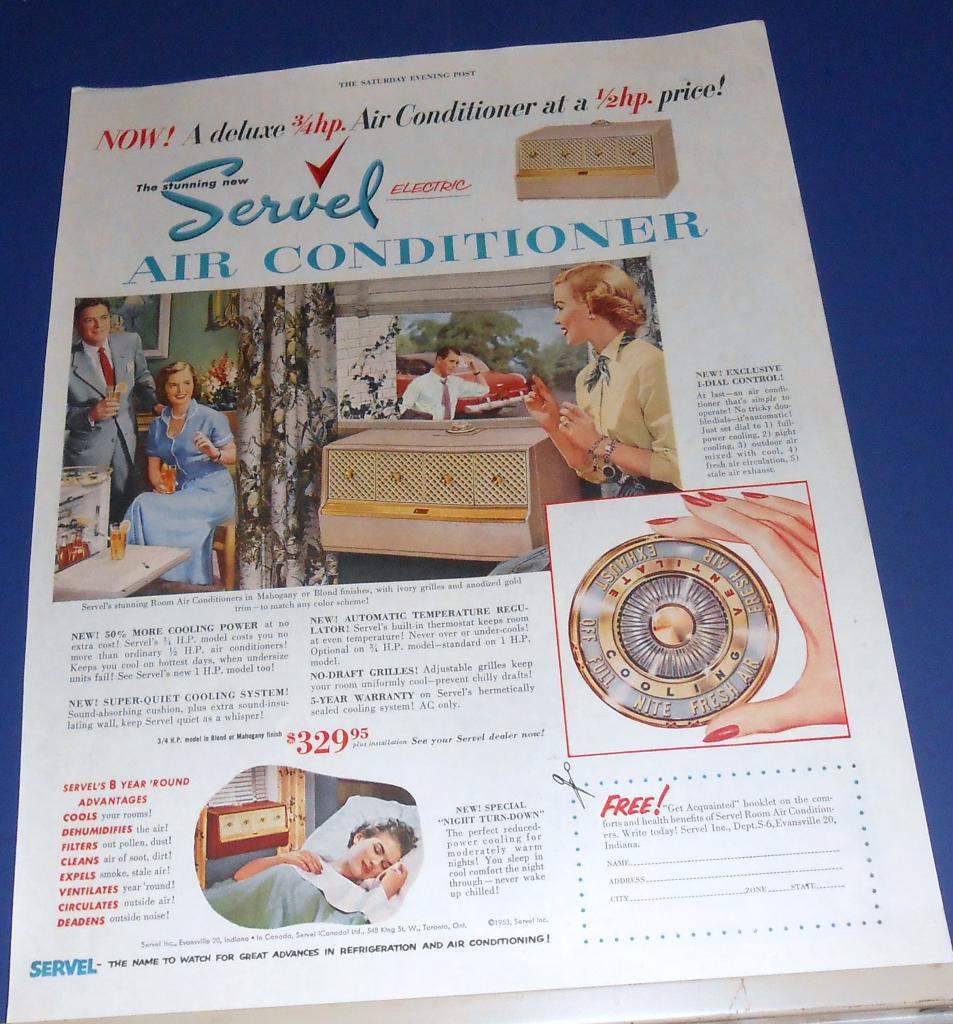 THE SATURDAY EVENING POST
NOW! A deluxe 3/4hp. Air Conditioner at a 1/2hp. price!
The stunning new
Servel ELECTRIC
AIR CONDITIONER
NEW! EXCLUSIVE
1-DIAL CONTROL!
At last—an air condi-
tioner that's simple to
operate! No tricky dou-
ble dials—it's automatic!
Just set dial to 1) full-
power cooling, 2) night
cooling, 3) outdoor air
mixed with cool, 4)
fresh air circulation, 5)
stale air exhaust.
EXHAUST FRESH AIR
VENTILATE
OFF FULL NITE FRESH AIR
COOLING
Servel's stunning Room Air Conditioners in Mahogany or Blond finishes, with ivory grilles and anodized gold
trim—to match any color scheme!
NEW! 50% MORE COOLING POWER at no
extra cost! Servel's ¾ H.P. model costs you no
more than ordinary ½ H.P. air conditioners!
Keeps you cool on hottest days, when undersize
units fail! See Servel's new 1 H.P. model too!
NEW! SUPER-QUIET COOLING SYSTEM!
Sound-absorbing cushion, plus extra sound-insu-
lating wall, keep Servel quiet as a whisper!
NEW! AUTOMATIC TEMPERATURE REGU-
LATOR! Servel's built-in thermostat keeps room
at even temperature! Never over or under-cools!
Optional on ¾ H.P. model—standard on 1 H.P.
model.
NO-DRAFT GRILLES! Adjustable grilles keep
your room uniformly cool—prevent chilly drafts!
5-YEAR WARRANTY on Servel's hermetically
sealed cooling system! AC only.
3/4 H.P. model in Blond or Mahogany finish $329.95 plus installation See your Servel dealer now!
SERVEL'S 8 YEAR 'ROUND
ADVANTAGES
COOLS your rooms!
DEHUMIDIFIES the air!
FILTERS out pollen, dust!
CLEANS air of soot, dirt!
EXPELS smoke, stale air!
VENTILATES year 'round!
CIRCULATES outside air!
DEADENS outside noise!
NEW! SPECIAL
"NIGHT TURN-DOWN"
The perfect reduced-
power cooling for
moderately warm
nights! You sleep in
cool comfort the night
through—never wake
up chilled!
FREE! "Get Acquainted" booklet on the com-
forts and health benefits of Servel Room Air Condition-
ers. Write today! Servel Inc., Dept. S-6, Evansville 20,
Indiana.
NAME
ADDRESS
CITY ZONE STATE
Servel Inc., Evansville 20, Indiana • In Canada, Servel (Canada) Ltd., 548 King St. W., Toronto, Ont. ©1953, Servel Inc.
SERVEL - THE NAME TO WATCH FOR GREAT ADVANCES IN REFRIGERATION AND AIR CONDITIONING!